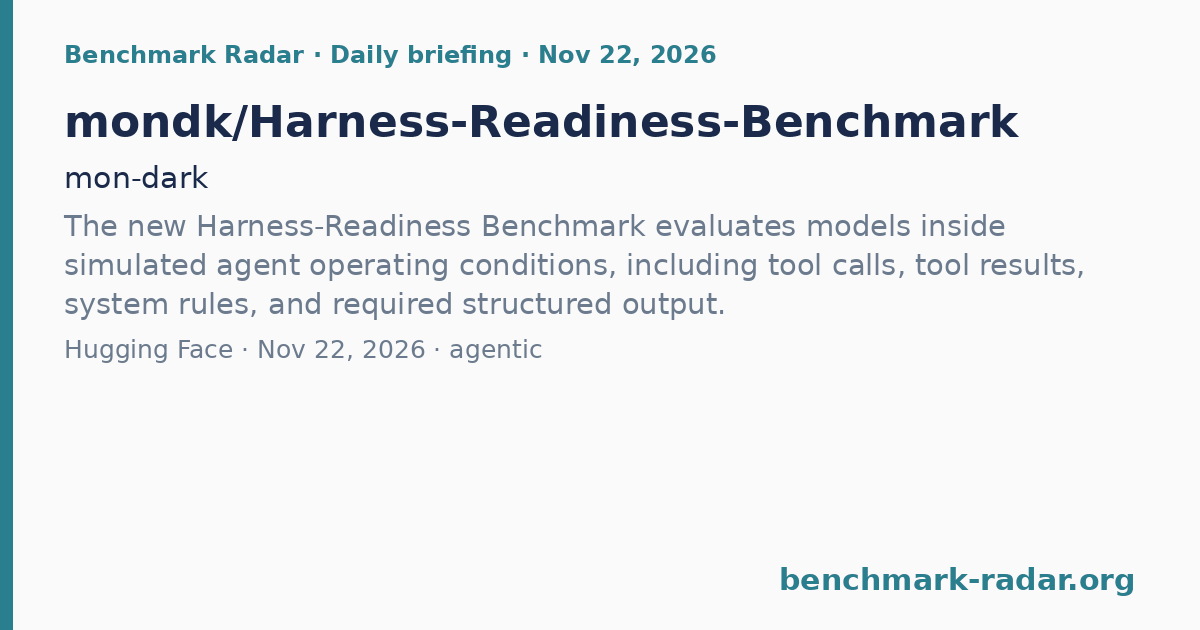 Benchmark Radar · Daily briefing · Nov 22, 2026
mondk/Harness-Readiness-Benchmark
mon-dark
The new Harness-Readiness Benchmark evaluates models inside
simulated agent operating conditions, including tool calls, tool results,
system rules, and required structured output.
Hugging Face · Nov 22, 2026 · agentic
benchmark-radar.org